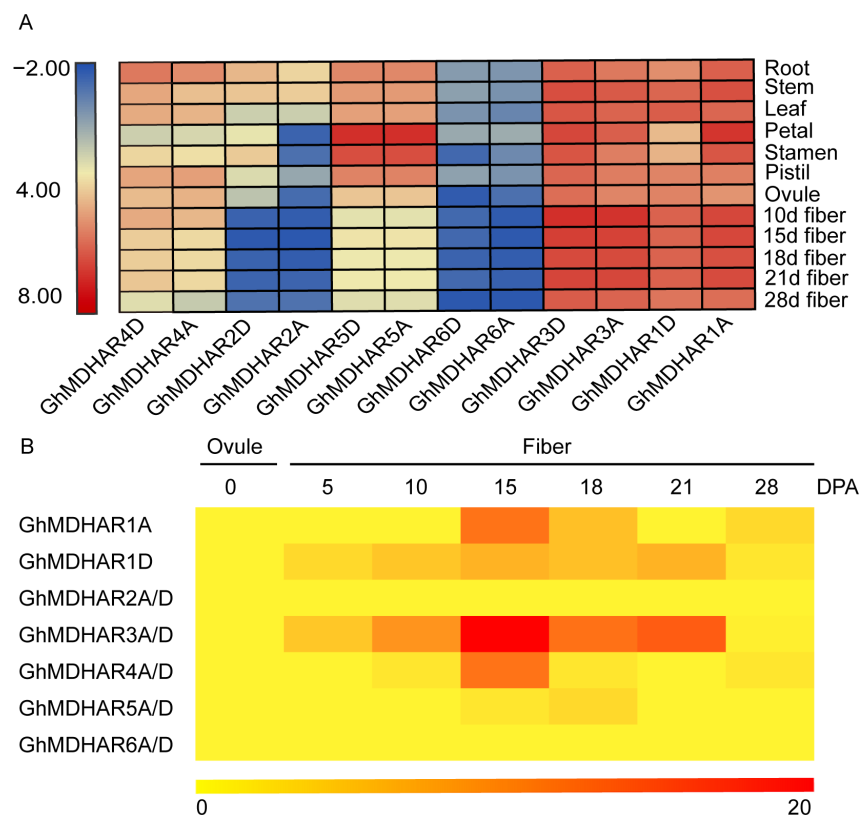 A
−2.00
4.00
8.00
Root
Stem
Leaf
Petal
Stamen
Pistil
Ovule
10d fiber
15d fiber
18d fiber
21d fiber
28d fiber
GhMDHAR4D
GhMDHAR4A
GhMDHAR2D
GhMDHAR2A
GhMDHAR5D
GhMDHAR5A
GhMDHAR6D
GhMDHAR6A
GhMDHAR3D
GhMDHAR3A
GhMDHAR1D
GhMDHAR1A
B
Ovule Fiber
0 5 10 15 18 21 28 DPA
GhMDHAR1A
GhMDHAR1D
GhMDHAR2A/D
GhMDHAR3A/D
GhMDHAR4A/D
GhMDHAR5A/D
GhMDHAR6A/D
0 20